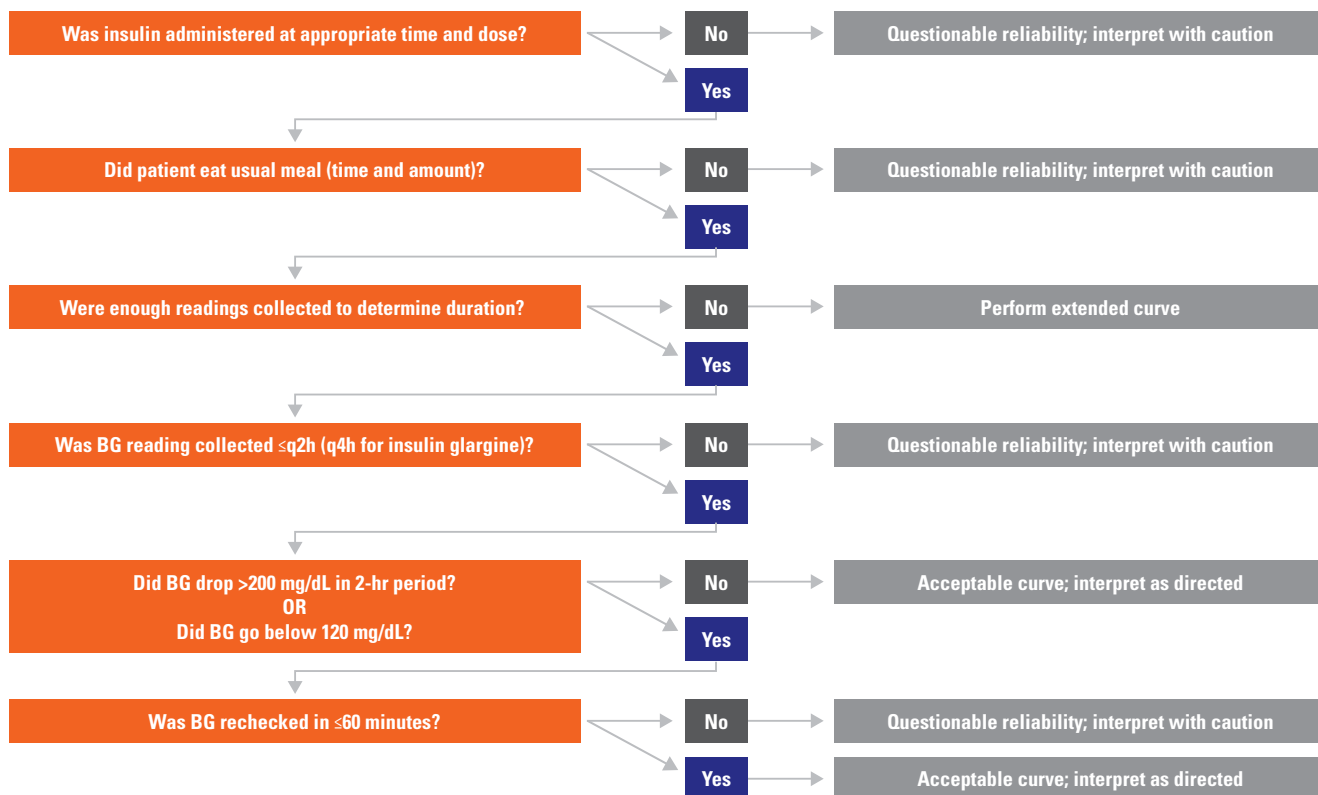 Was insulin administered at appropriate time and dose?
No
Questionable reliability; interpret with caution
Yes
Did patient eat usual meal (time and amount)?
No
Questionable reliability; interpret with caution
Yes
Were enough readings collected to determine duration?
No
Perform extended curve
Yes
Was BG reading collected ≤q2h (q4h for insulin glargine)?
No
Questionable reliability; interpret with caution
Yes
Did BG drop >200 mg/dL in 2-hr period?
OR
Did BG go below 120 mg/dL?
No
Acceptable curve; interpret as directed
Yes
Was BG rechecked in ≤60 minutes?
No
Questionable reliability; interpret with caution
Yes
Acceptable curve; interpret as directed